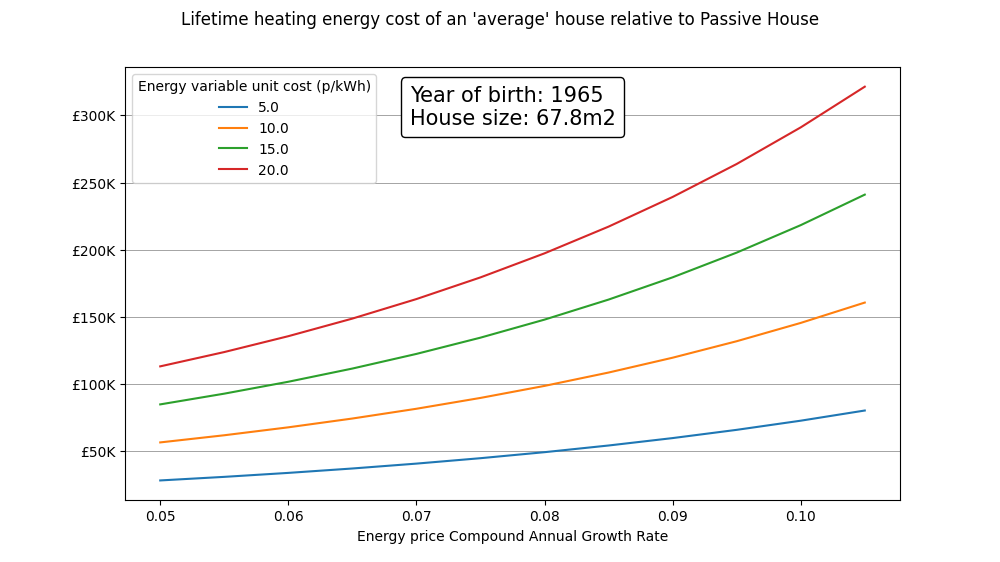 Lifetime heating energy cost of an 'average' house relative to Passive House
Energy variable unit cost (p/kWh)
5.0
10.0
15.0
20.0
Year of birth: 1965
House size: 67.8m2
£300K
£250K
£200K
£150K
£100K
£50K
0.05 0.06 0.07 0.08 0.09 0.10
Energy price Compound Annual Growth Rate